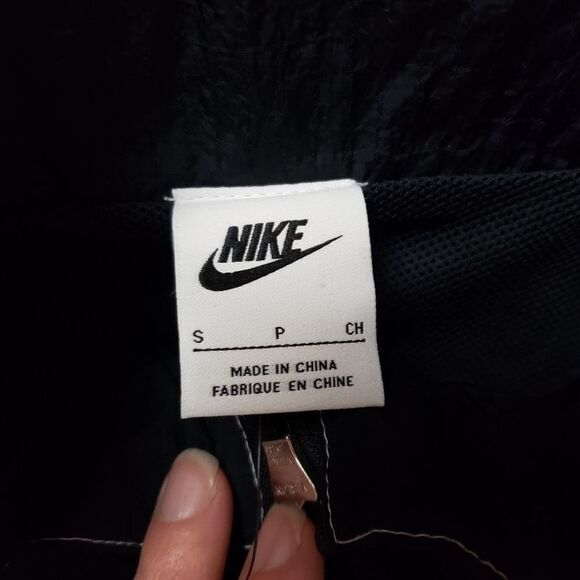 NIKE
S P CH
MADE IN CHINA
FABRIQUE EN CHINE